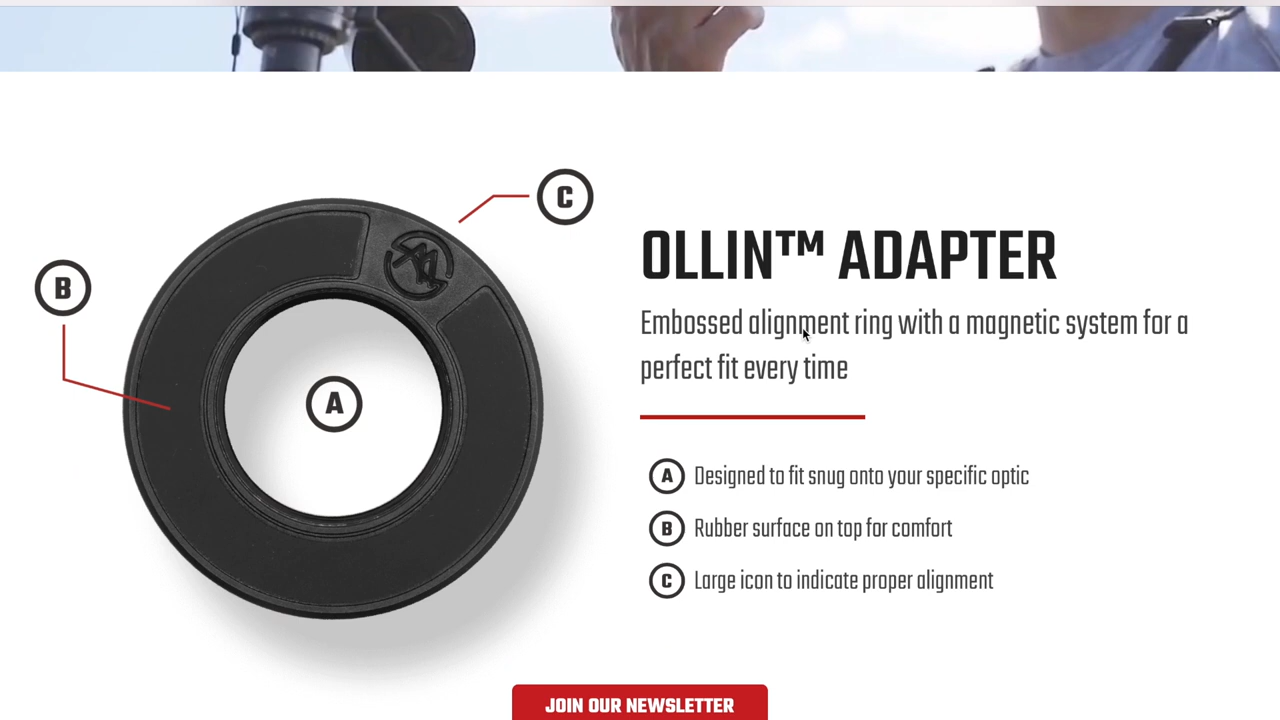 C
B
A
OLLIN™ ADAPTER
Embossed alignment ring with a magnetic system for a
perfect fit every time
A Designed to fit snug onto your specific optic
B Rubber surface on top for comfort
C Large icon to indicate proper alignment
JOIN OUR NEWSLETTER